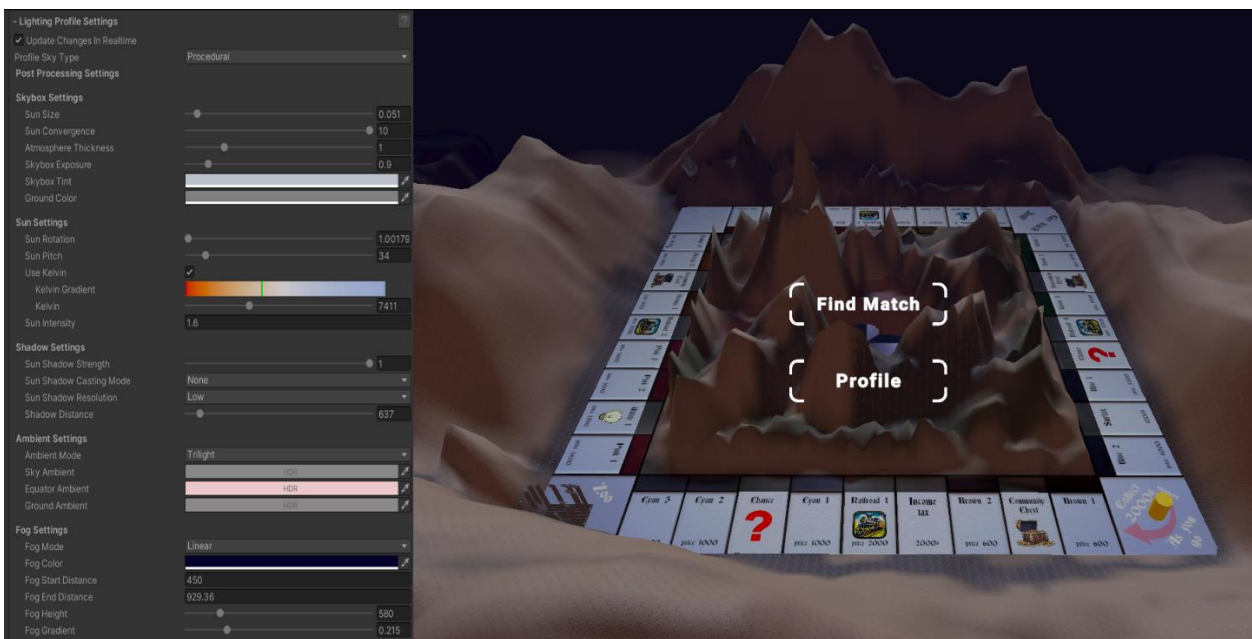 - Lighting Profile Settings ?
Update Changes In Realtime
Profile Sky Type Procedural
Post Processing Settings
Skybox Settings
Sun Size 0.051
Sun Convergence 10
Atmosphere Thickness 1
Skybox Exposure 0.9
Skybox Tint
Ground Color
Sun Settings
Sun Rotation 1.00179
Sun Pitch 34
Use Kelvin
Kelvin Gradient
Kelvin 7411
Sun Intensity 1.6
Shadow Settings
Sun Shadow Strength 1
Sun Shadow Casting Mode None
Sun Shadow Resolution Low
Shadow Distance 637
Ambient Settings
Ambient Mode Trilight
Sky Ambient HDR
Equator Ambient HDR
Ground Ambient HDR
Fog Settings
Fog Mode Linear
Fog Color
Fog Start Distance 450
Fog End Distance 929.36
Fog Height 580
Fog Gradient 0.215
Find Match
Profile
Cyan 3 Cyan 2 Chance Cyan 1 Railroad 1 Income tax Brown 2 Community Chest Brown 1
?
price 1000 price 1000 price 2000 2000$ price 600 price 600
Collect
2000
As you
go
?